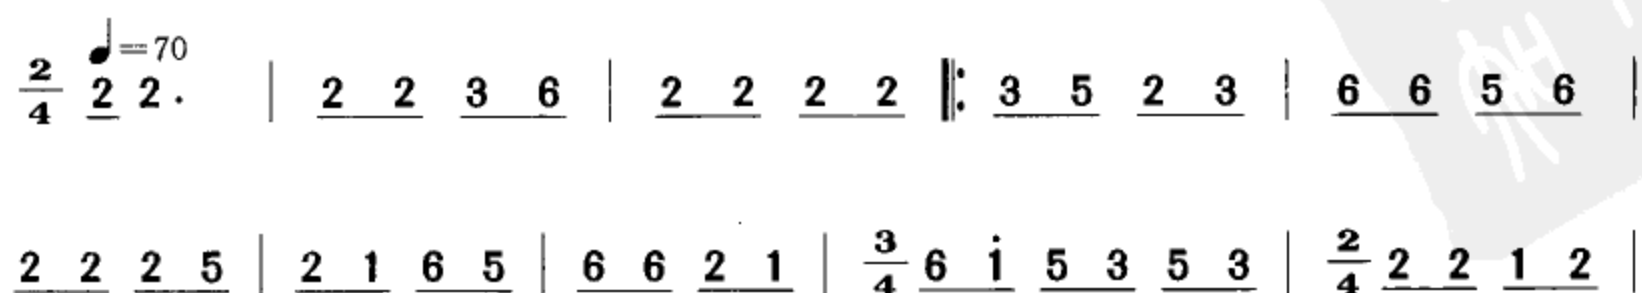 ♩=70
2/4 2 2. | 2 2 3 6 | 2 2 2 2 ‖: 3 5 2 3 | 6 6 5 6 |
2 2 2 5 | 2 1 6 5 | 6 6 2 1 | 3/4 6 i 5 3 5 3 | 2/4 2 2 1 2 |